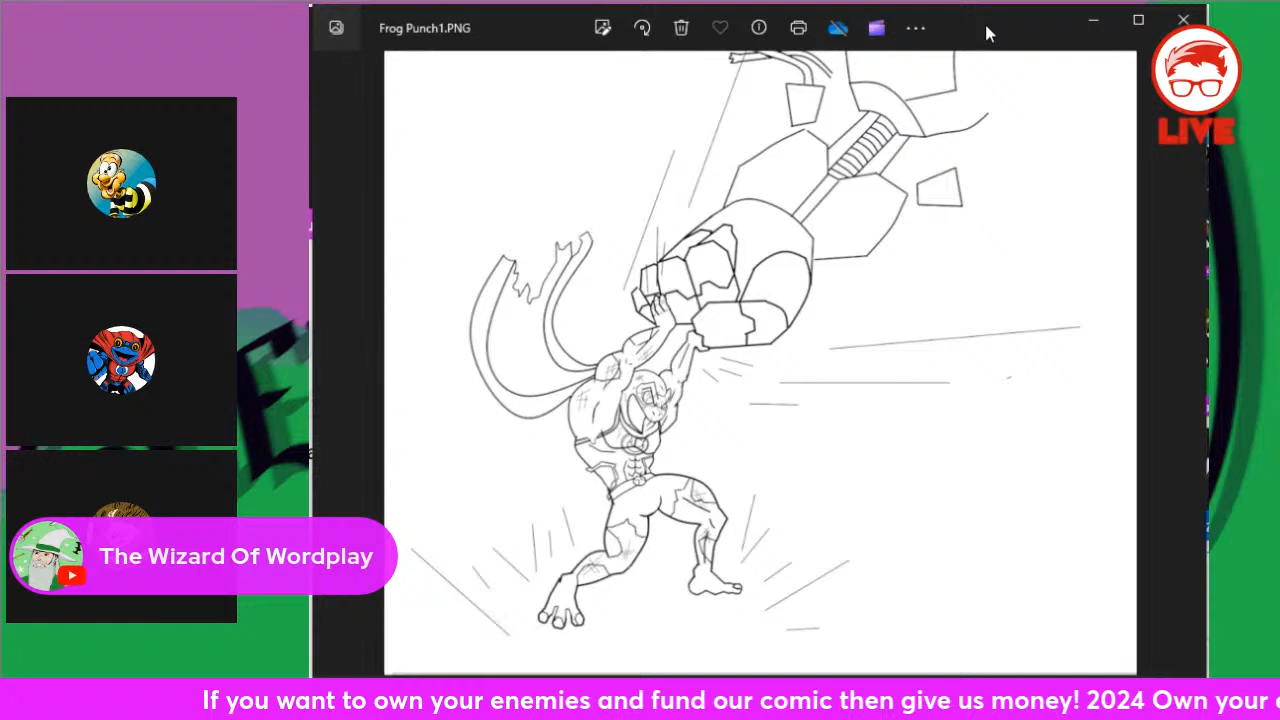 Frog Punch1.PNG
LIVE
The Wizard Of Wordplay
If you want to own your enemies and fund our comic then give us money! 2024 Own your